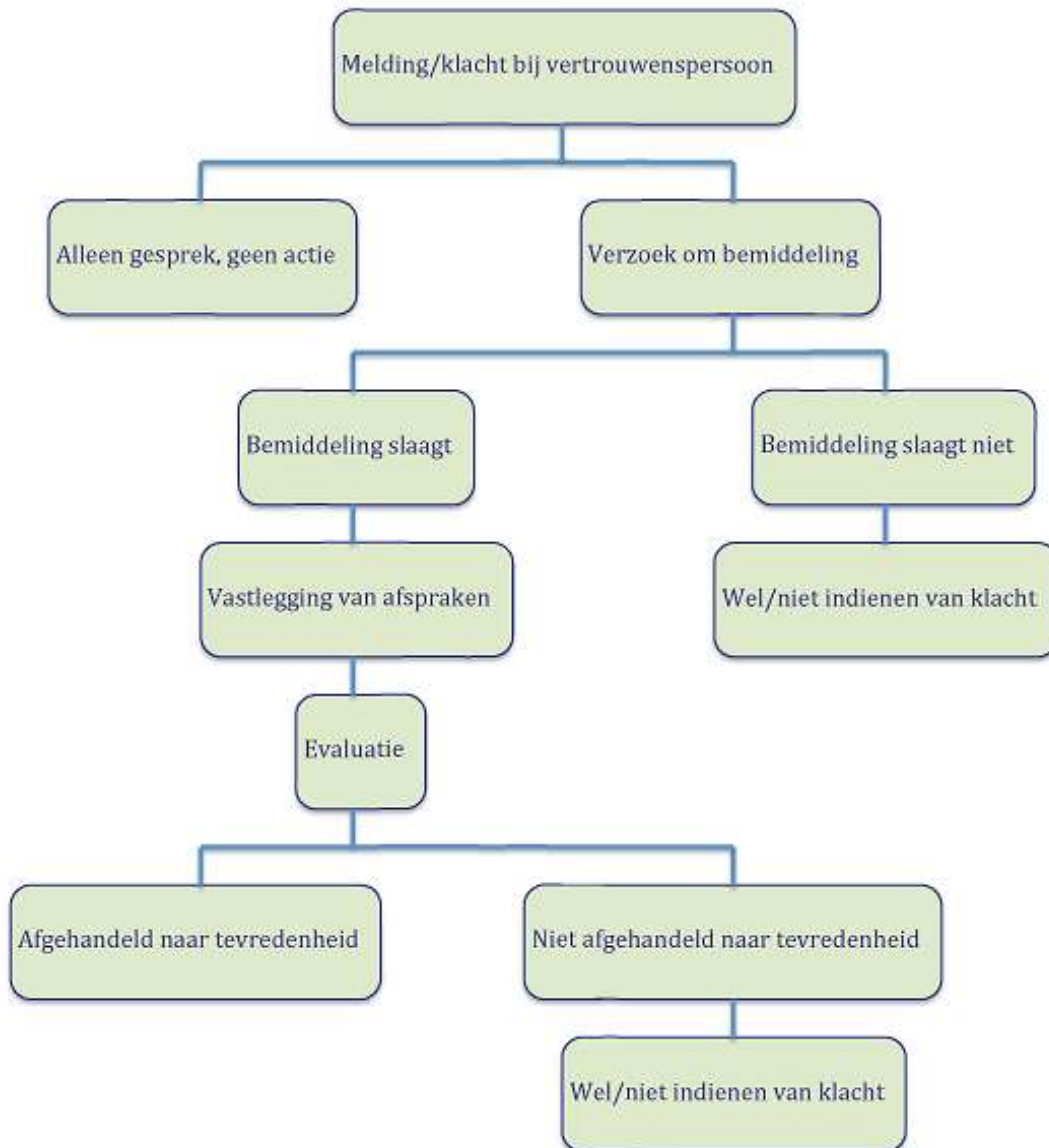 Melding/klacht bij vertrouwenspersoon
Alleen gesprek, geen actie
Verzoek om bemiddeling
Bemiddeling slaagt
Bemiddeling slaagt niet
Vastlegging van afspraken
Wel/niet indienen van klacht
Evaluatie
Afgehandeld naar tevredenheid
Niet afgehandeld naar tevredenheid
Wel/niet indienen van klacht